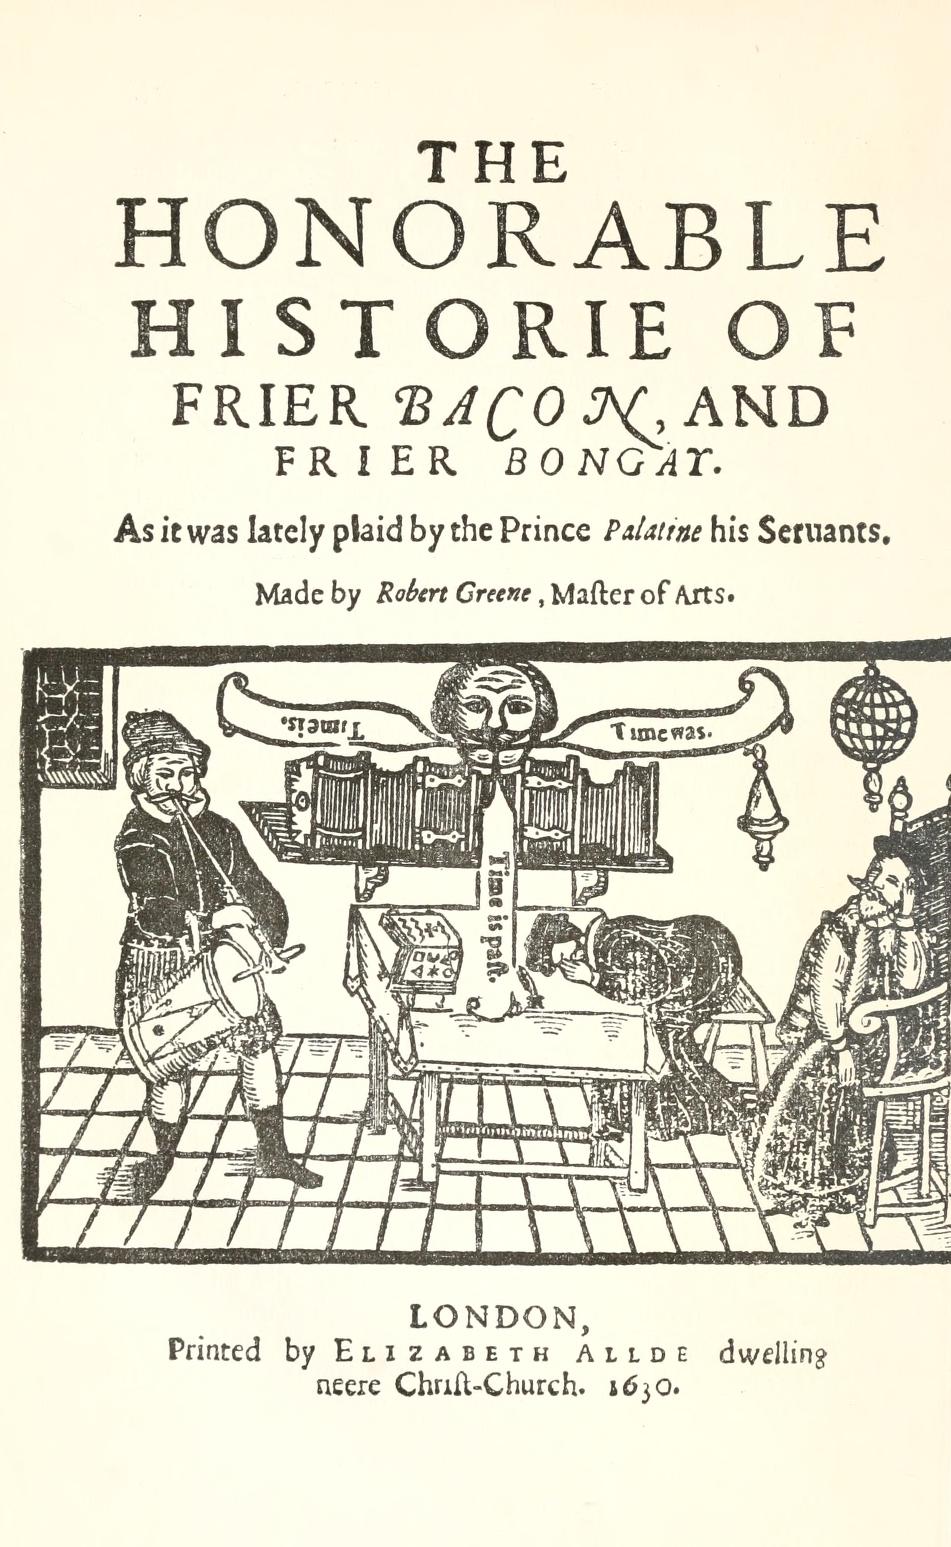 THE
HONORABLE
HISTORIE OF
FRIER BACON, AND
FRIER BONGAY.
As it was lately plaid by the Prince Palatine his Seruants.
Made by Robert Greene, Maſter of Arts.
Time is.
Time was.
Time is paſt.
LONDON,
Printed by ELIZABETH ALLDE dwelling
neere Chriſt-Church. 1630.